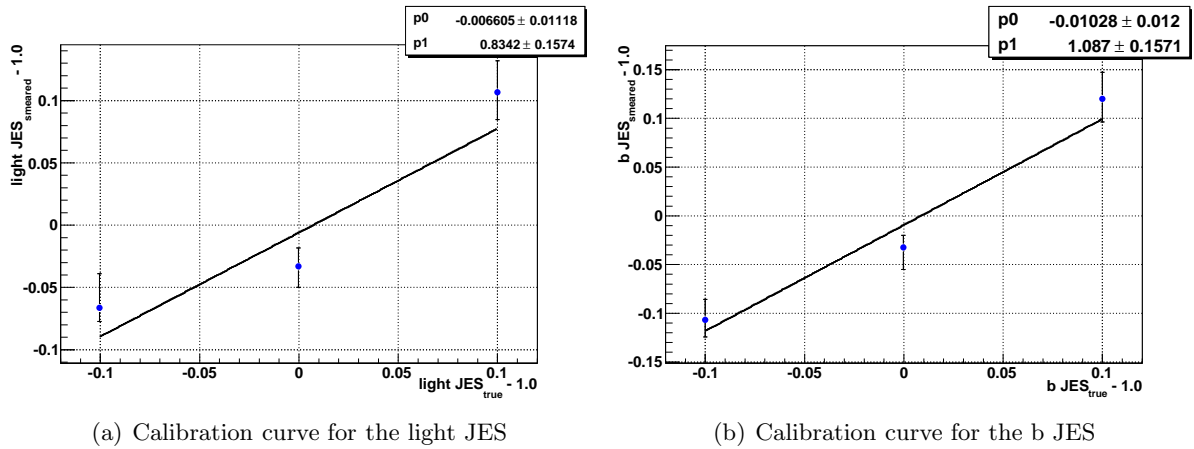 p0 -0.006605 ± 0.01118
p1 0.8342 ± 0.1574
light JES_smeared - 1.0
0.1
0.05
0
-0.05
-0.1
-0.1 -0.05 0 0.05 0.1
light JES_true - 1.0
(a) Calibration curve for the light JES
p0 -0.01028 ± 0.012
p1 1.087 ± 0.1571
b JES_smeared - 1.0
0.15
0.1
0.05
0
-0.05
-0.1
-0.15
-0.1 -0.05 0 0.05 0.1
b JES_true - 1.0
(b) Calibration curve for the b JES